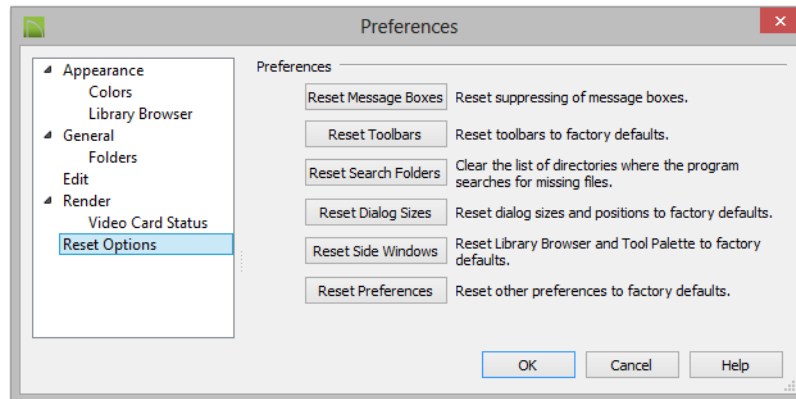 Preferences
Appearance
Colors
Library Browser
General
Folders
Edit
Render
Video Card Status
Reset Options
Preferences
Reset Message Boxes Reset suppressing of message boxes.
Reset Toolbars Reset toolbars to factory defaults.
Reset Search Folders Clear the list of directories where the program
searches for missing files.
Reset Dialog Sizes Reset dialog sizes and positions to factory defaults.
Reset Side Windows Reset Library Browser and Tool Palette to factory
defaults.
Reset Preferences Reset other preferences to factory defaults.
OK Cancel Help